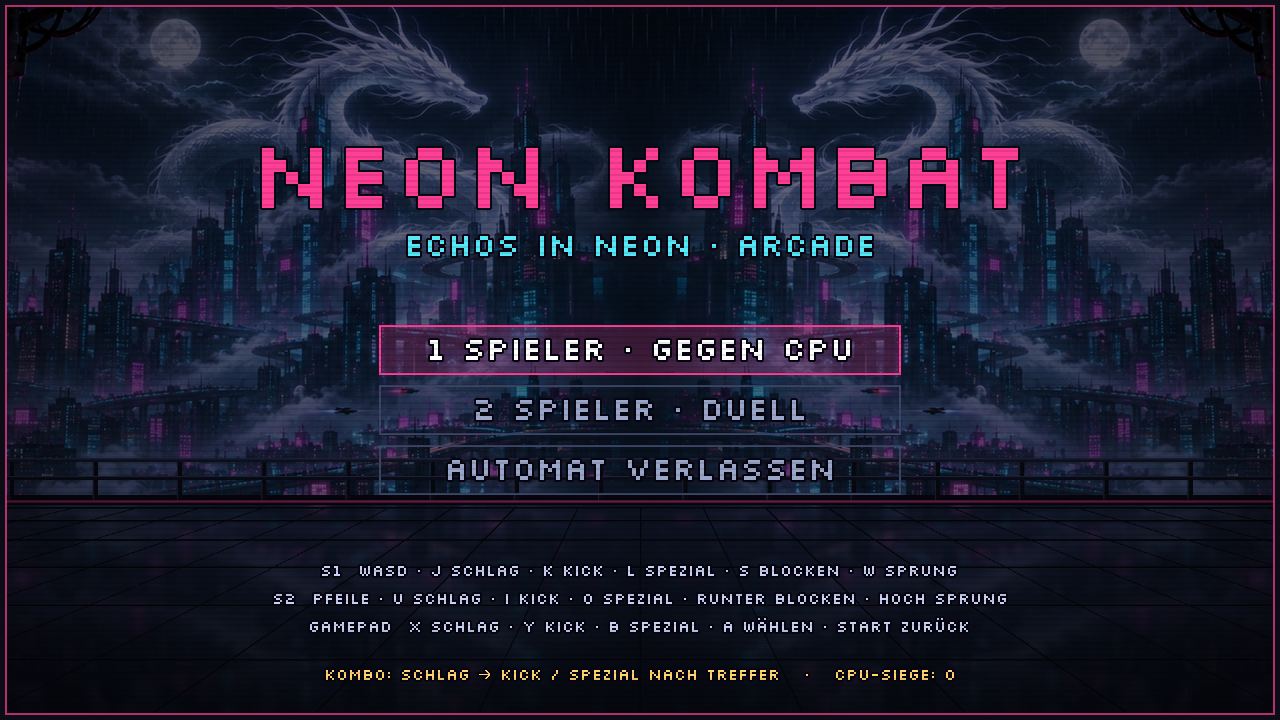 NEON KOMBAT
ECHOS IN NEON · ARCADE
1 SPIELER · GEGEN CPU
2 SPIELER · DUELL
AUTOMAT VERLASSEN
S1 WASD · J SCHLAG · K KICK · L SPEZIAL · S BLOCKEN · W SPRUNG
S2 PFEILE · U SCHLAG · I KICK · O SPEZIAL · RUNTER BLOCKEN · HOCH SPRUNG
GAMEPAD X SCHLAG · Y KICK · B SPEZIAL · A WÄHLEN · START ZURÜCK
KOMBO: SCHLAG → KICK / SPEZIAL NACH TREFFER · CPU-SIEGE: 0